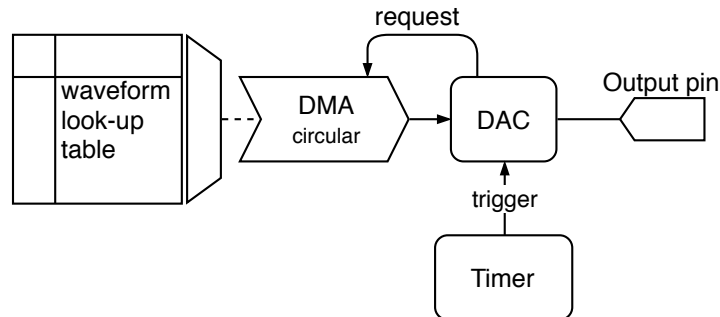 request
Output pin
waveform
look-up
table
DMA
circular
DAC
trigger
Timer